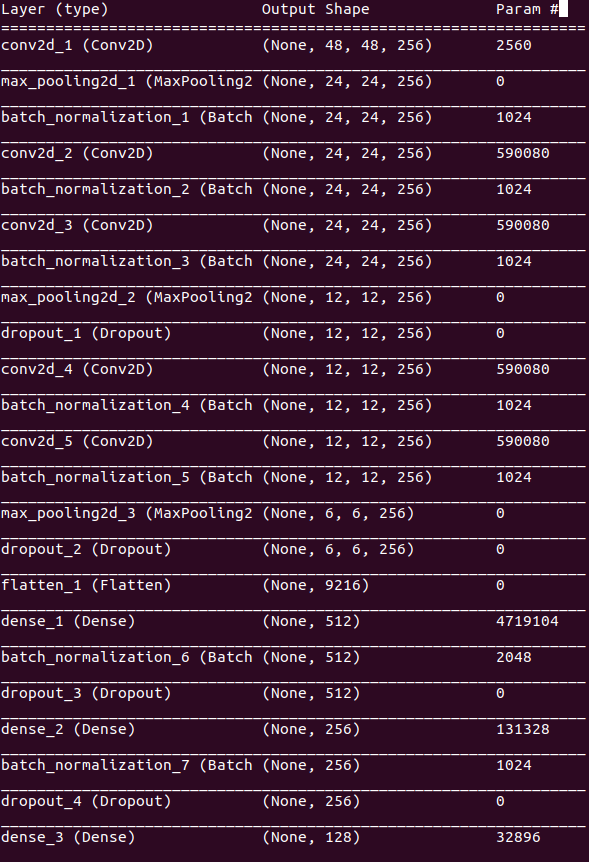 Layer (type)                 Output Shape              Param #
=================================================================
conv2d_1 (Conv2D)            (None, 48, 48, 256)       2560
_________________________________________________________________
max_pooling2d_1 (MaxPooling2 (None, 24, 24, 256)       0
_________________________________________________________________
batch_normalization_1 (Batch (None, 24, 24, 256)       1024
_________________________________________________________________
conv2d_2 (Conv2D)            (None, 24, 24, 256)       590080
_________________________________________________________________
batch_normalization_2 (Batch (None, 24, 24, 256)       1024
_________________________________________________________________
conv2d_3 (Conv2D)            (None, 24, 24, 256)       590080
_________________________________________________________________
batch_normalization_3 (Batch (None, 24, 24, 256)       1024
_________________________________________________________________
max_pooling2d_2 (MaxPooling2 (None, 12, 12, 256)       0
_________________________________________________________________
dropout_1 (Dropout)          (None, 12, 12, 256)       0
_________________________________________________________________
conv2d_4 (Conv2D)            (None, 12, 12, 256)       590080
_________________________________________________________________
batch_normalization_4 (Batch (None, 12, 12, 256)       1024
_________________________________________________________________
conv2d_5 (Conv2D)            (None, 12, 12, 256)       590080
_________________________________________________________________
batch_normalization_5 (Batch (None, 12, 12, 256)       1024
_________________________________________________________________
max_pooling2d_3 (MaxPooling2 (None, 6, 6, 256)         0
_________________________________________________________________
dropout_2 (Dropout)          (None, 6, 6, 256)         0
_________________________________________________________________
flatten_1 (Flatten)          (None, 9216)              0
_________________________________________________________________
dense_1 (Dense)              (None, 512)               4719104
_________________________________________________________________
batch_normalization_6 (Batch (None, 512)               2048
_________________________________________________________________
dropout_3 (Dropout)          (None, 512)               0
_________________________________________________________________
dense_2 (Dense)              (None, 256)               131328
_________________________________________________________________
batch_normalization_7 (Batch (None, 256)               1024
_________________________________________________________________
dropout_4 (Dropout)          (None, 256)               0
_________________________________________________________________
dense_3 (Dense)              (None, 128)               32896